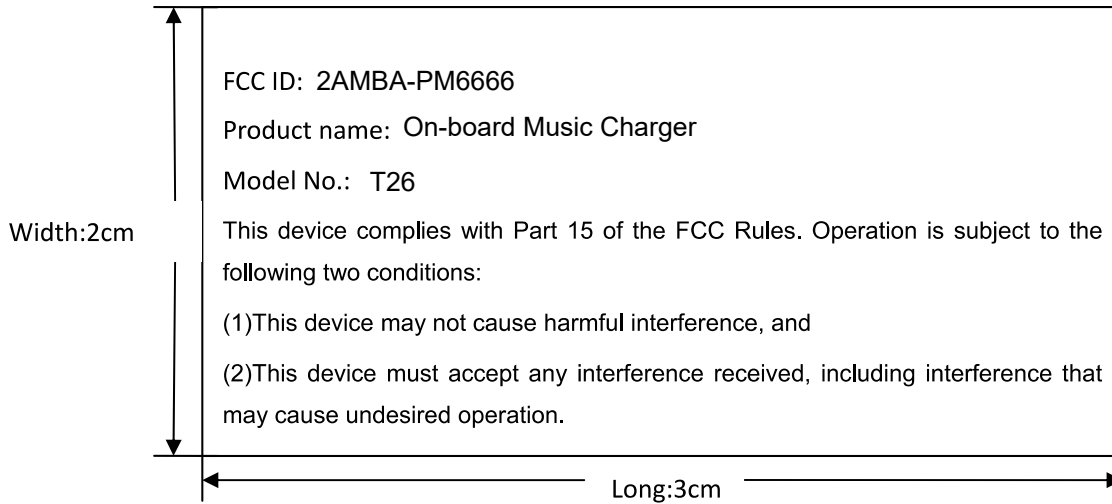 FCC ID: 2AMBA-PM6666
Product name: On-board Music Charger
Model No.: T26
Width:2cm
This device complies with Part 15 of the FCC Rules. Operation is subject to the
following two conditions:
(1)This device may not cause harmful interference, and
(2)This device must accept any interference received, including interference that
may cause undesired operation.
Long:3cm